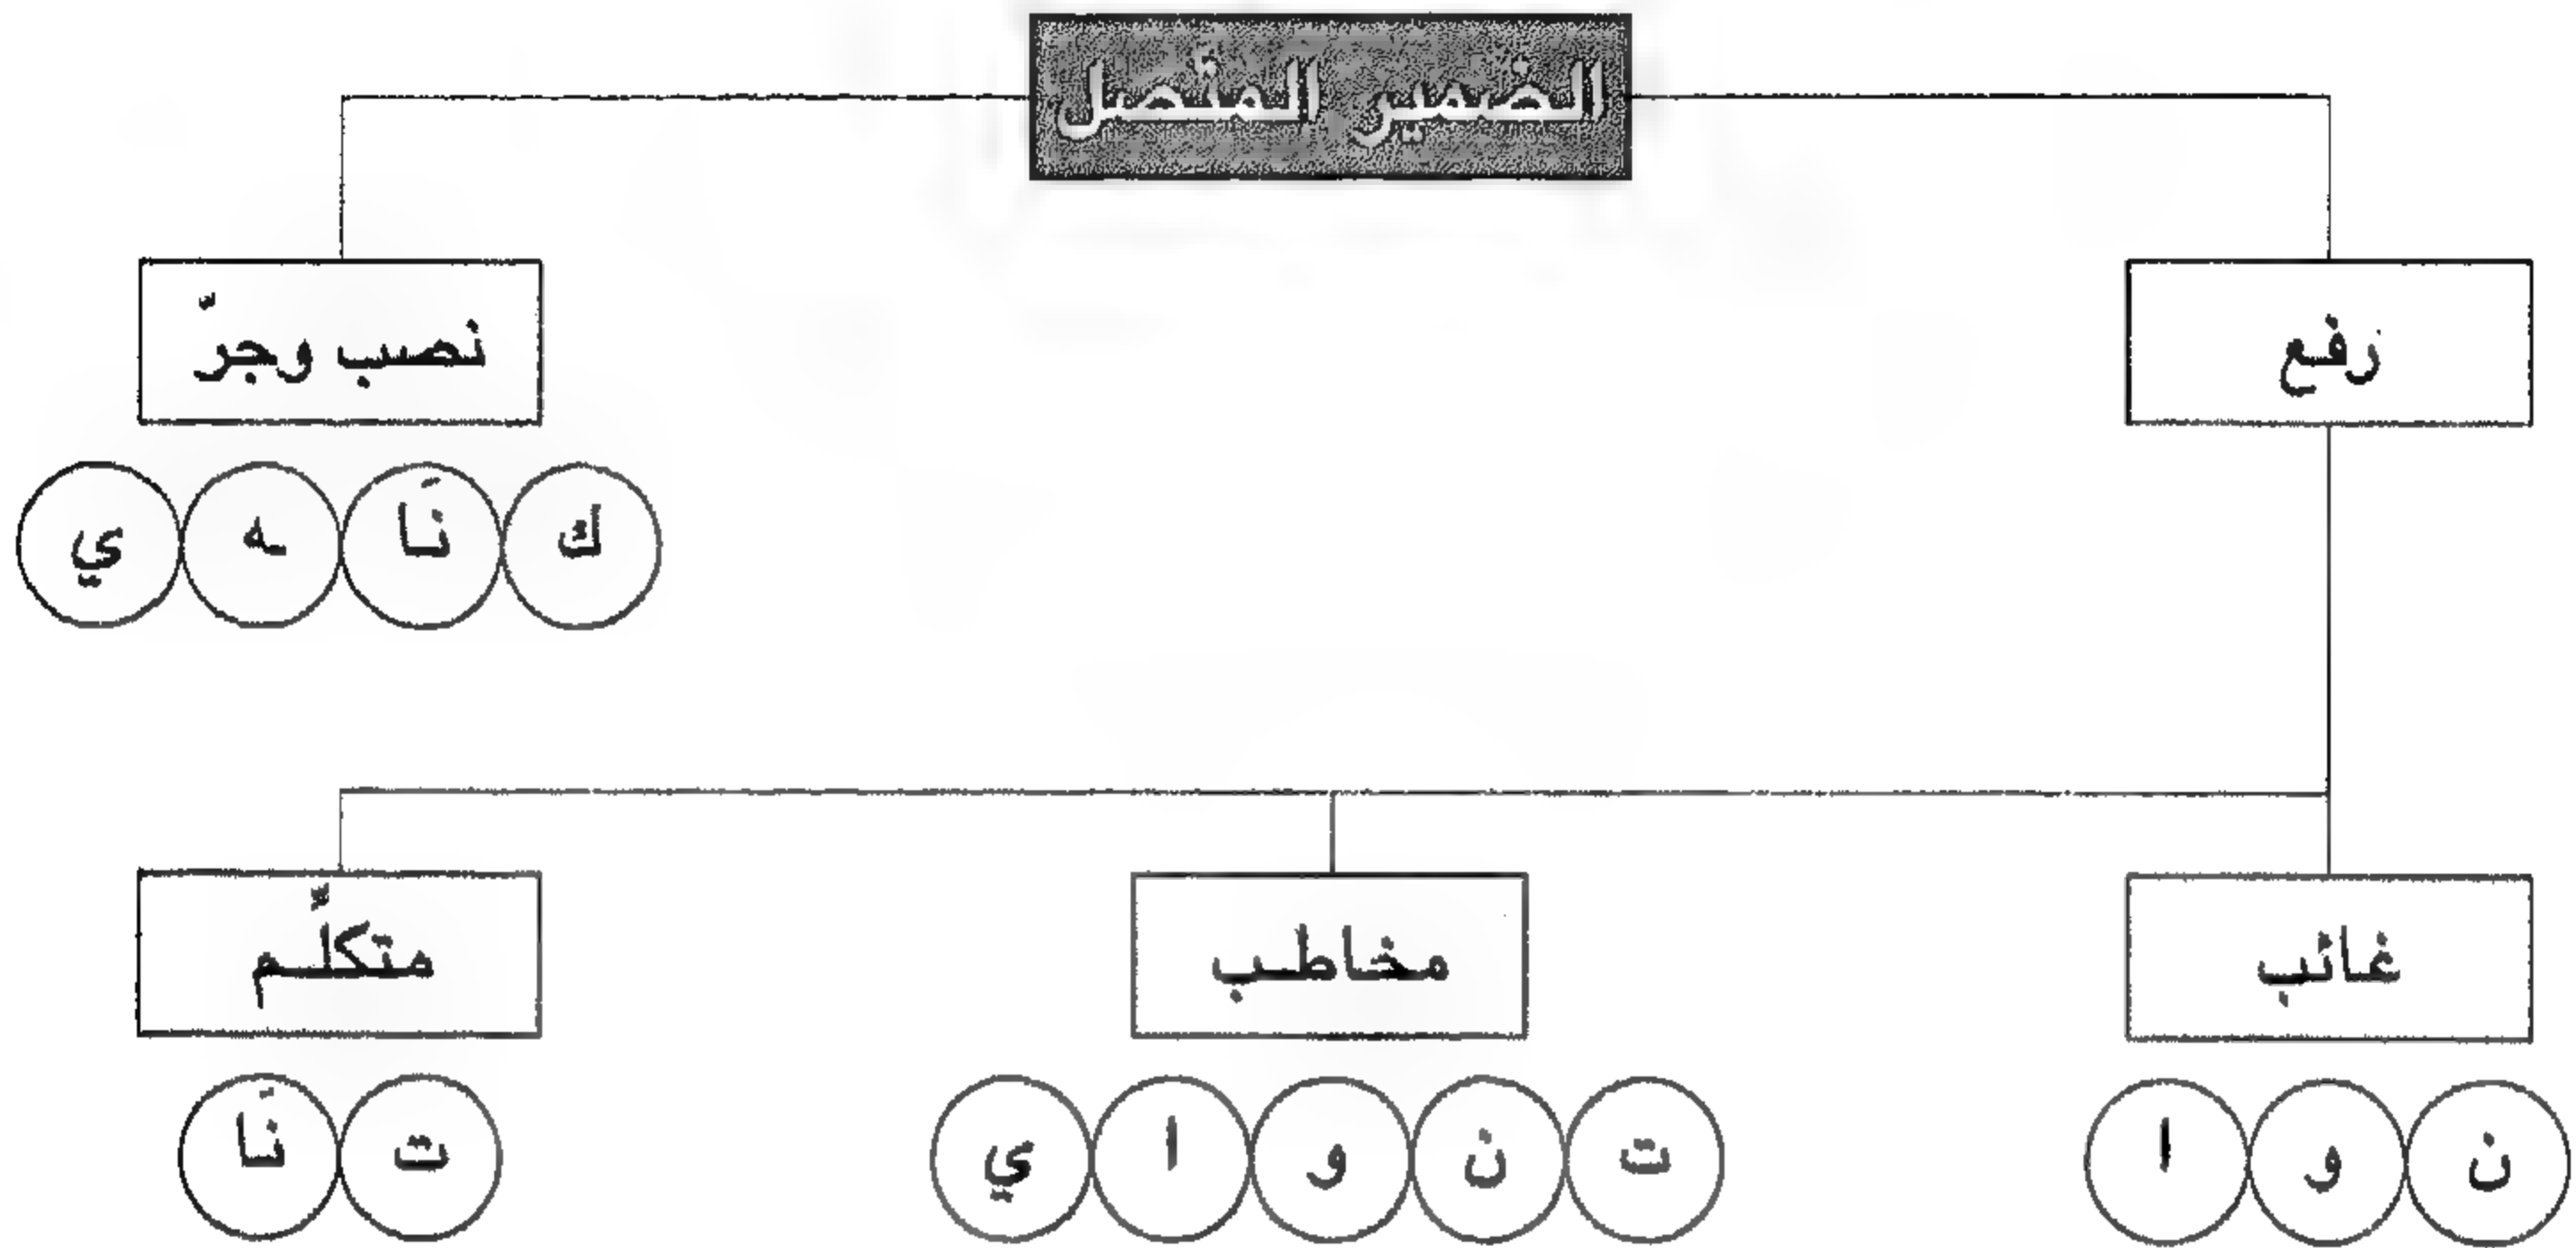 الضمير المتّصل
رفع
نصب وجرّ
ك نَا ـه ي
غائب
مخاطب
متكلِّم
ن و ا
ت ن و ا ي
ت نَا